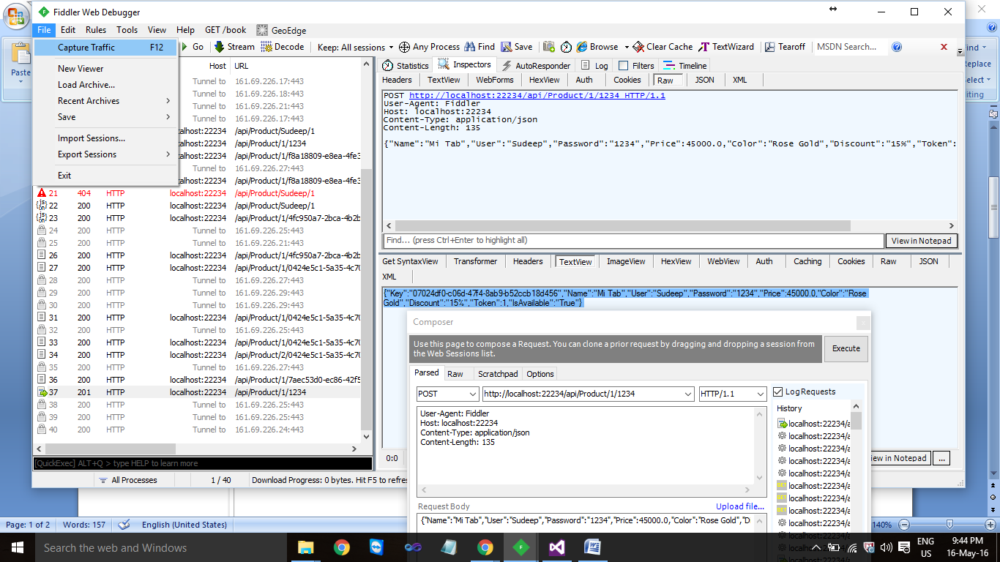 Fiddler Web Debugger
File Edit Rules Tools View Help GET /book GeoEdge
Go Stream Decode Keep: All sessions Any Process Find Save Browse Clear Cache TextWizard Tearoff MSDN Search...
Capture Traffic F12
New Viewer
Load Archive...
Recent Archives
Save
Import Sessions...
Export Sessions
Exit
Paste
Host URL
Tunnel to 161.69.226.17:443
Tunnel to 161.69.226.18:443
Tunnel to 161.69.226.21:443
Tunnel to 161.69.226.17:443
calhost:22234 /api/Product/Sudeep/1
calhost:22234 /api/Product/1/1234
calhost:22234 /api/Product/1/f8a18809-e8ea-4fe3
Tunnel to 161.69.226.27:443
calhost:22234 /api/Product/1/f8a18809-e8ea-4fe3
21 404 HTTP localhost:22234 /api/Product/Sudeep/1
22 200 HTTP localhost:22234 /api/Product/Sudeep/1
23 200 HTTP localhost:22234 /api/Product/1/4fc950a7-2bca-4b2b
24 200 HTTP Tunnel to 161.69.226.25:443
25 200 HTTP Tunnel to 161.69.226.21:443
26 200 HTTP localhost:22234 /api/Product/1/4fc950a7-2bca-4b2b
27 200 HTTP localhost:22234 /api/Product/1/0424e5c1-5a35-4c70
28 200 HTTP Tunnel to 161.69.226.27:443
29 200 HTTP Tunnel to 161.69.226.27:443
30 200 HTTP Tunnel to 161.69.226.29:443
31 200 HTTP localhost:22234 /api/Product/1/0424e5c1-5a35-4c70
32 200 HTTP Tunnel to 161.69.226.25:443
33 200 HTTP localhost:22234 /api/Product/1/0424e5c1-5a35-4c70
34 200 HTTP localhost:22234 /api/Product/2/0424e5c1-5a35-4c70
35 200 HTTP Tunnel to 161.69.226.27:443
36 200 HTTP localhost:22234 /api/Product/1/7aec53d0-ec86-42f5
37 201 HTTP localhost:22234 /api/Product/1/1234
38 200 HTTP Tunnel to 161.69.226.25:443
39 200 HTTP Tunnel to 161.69.226.25:443
40 200 HTTP Tunnel to 161.69.226.24:443
[QuickExec] ALT+Q > type HELP to learn more
All Processes 1 / 40 Download Progress: 0 bytes. Hit F5 to refres
Statistics Inspectors AutoResponder Log Filters Timeline
Headers TextView WebForms HexView Auth Cookies Raw JSON XML
POST http://localhost:22234/api/Product/1/1234 HTTP/1.1
User-Agent: Fiddler
Host: localhost:22234
Content-Type: application/json
Content-Length: 135
{"Name":"Mi Tab","User":"Sudeep","Password":"1234","Price":45000.0,"Color":"Rose Gold","Discount":"15%","Token":
Find... (press Ctrl+Enter to highlight all) View in Notepad
Get SyntaxView Transformer Headers TextView ImageView HexView WebView Auth Caching Cookies Raw JSON
XML
{"Key":"07024df0-c06d-47f4-8ab9-b52ccb18d456","Name":"Mi Tab","User":"Sudeep","Password":"1234","Price":45000.0,"Color":"Rose
Gold","Discount":"15%","Token":1,"IsAvailable":"True"}
0:0 iew in Notepad ...
Composer
Use this page to compose a Request. You can clone a prior request by dragging and dropping a session from
the Web Sessions list.
Execute
Parsed Raw Scratchpad Options
POST http://localhost:22234/api/Product/1/1234 HTTP/1.1
User-Agent: Fiddler
Host: localhost:22234
Content-Type: application/json
Content-Length: 135
Request Body Upload file...
{"Name":"Mi Tab","User":"Sudeep","Password":"1234","Price":45000.0,"Color":"Rose Gold","D
Log Requests
History
localhost:22234/a
localhost:22234/a
localhost:22234/a
localhost:22234/a
localhost:22234/a
GET localhost:22234/a
GET localhost:22234/a
GET localhost:22234/a
localhost:22234/a
localhost:22234/a
ind
eplace
elect
iting
Page: 1 of 2 Words: 157 English (United States) 140%
Search the web and Windows
ENG
US
9:44 PM
16-May-16